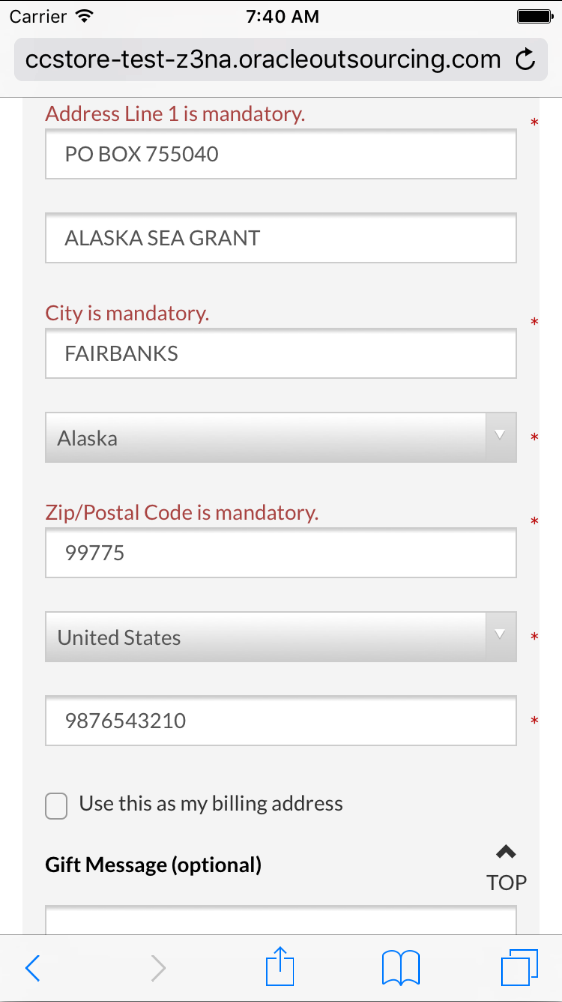 Carrier 7:40 AM
ccstore-test-z3na.oracleoutsourcing.com
Address Line 1 is mandatory.
*
PO BOX 755040
ALASKA SEA GRANT
City is mandatory.
*
FAIRBANKS
Alaska *
Zip/Postal Code is mandatory.
*
99775
United States *
9876543210 *
Use this as my billing address
Gift Message (optional)
TOP